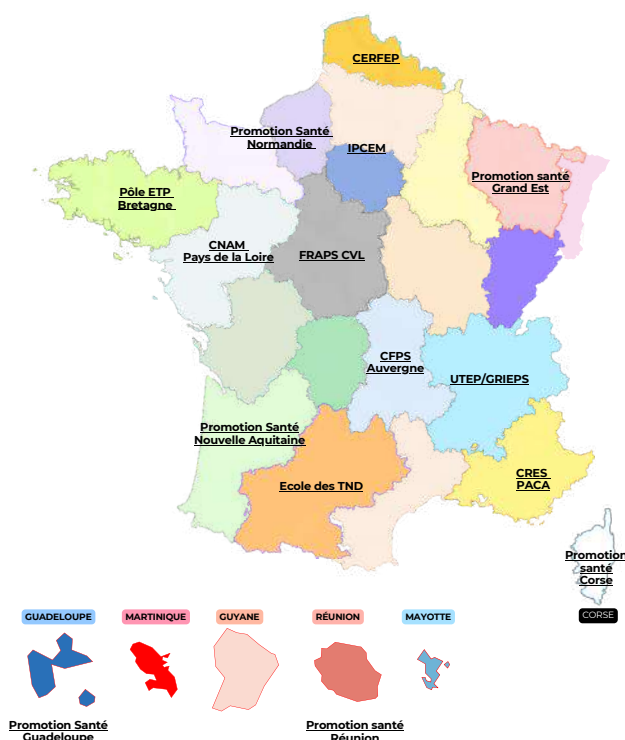 CERFEP
Promotion Santé
Normandie
IPCEM
Promotion santé
Grand Est
Pôle ETP
Bretagne
CNAM
Pays de la Loire
FRAPS CVL
CFPS
Auvergne
UTEP/GRIEPS
Promotion Santé
Nouvelle Aquitaine
CRES
PACA
Ecole des TND
Promotion
santé
Corse
CORSE
GUADELOUPE
MARTINIQUE
GUYANE
RÉUNION
MAYOTTE
Promotion Santé
Guadeloupe
Promotion santé
Réunion